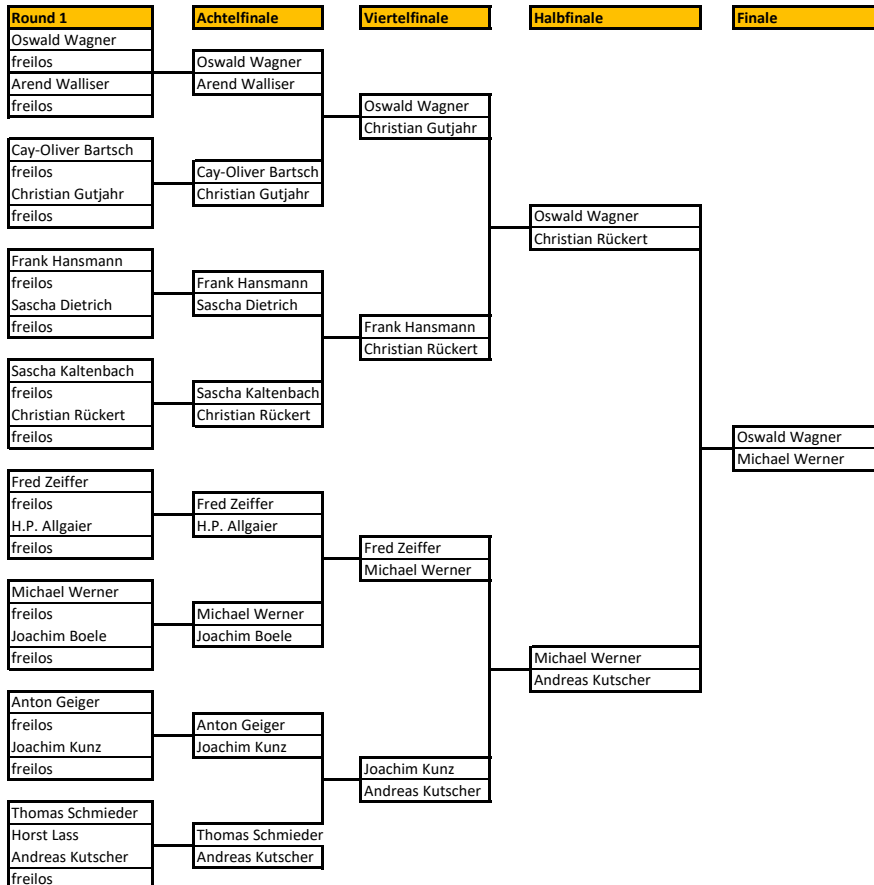 Round 1
Oswald Wagner
freilos
Arend Walliser
freilos
Cay-Oliver Bartsch
freilos
Christian Gutjahr
freilos
Frank Hansmann
freilos
Sascha Dietrich
freilos
Sascha Kaltenbach
freilos
Christian Rückert
freilos
Fred Zeiffer
freilos
H.P. Allgaier
freilos
Michael Werner
freilos
Joachim Boele
freilos
Anton Geiger
freilos
Joachim Kunz
freilos
Thomas Schmieder
Horst Lass
Andreas Kutscher
freilos
Achtelfinale
Oswald Wagner
Arend Walliser
Cay-Oliver Bartsch
Christian Gutjahr
Frank Hansmann
Sascha Dietrich
Sascha Kaltenbach
Christian Rückert
Fred Zeiffer
H.P. Allgaier
Michael Werner
Joachim Boele
Anton Geiger
Joachim Kunz
Thomas Schmieder
Andreas Kutscher
Viertelfinale
Oswald Wagner
Christian Gutjahr
Frank Hansmann
Christian Rückert
Fred Zeiffer
Michael Werner
Joachim Kunz
Andreas Kutscher
Halbfinale
Oswald Wagner
Christian Rückert
Michael Werner
Andreas Kutscher
Finale
Oswald Wagner
Michael Werner